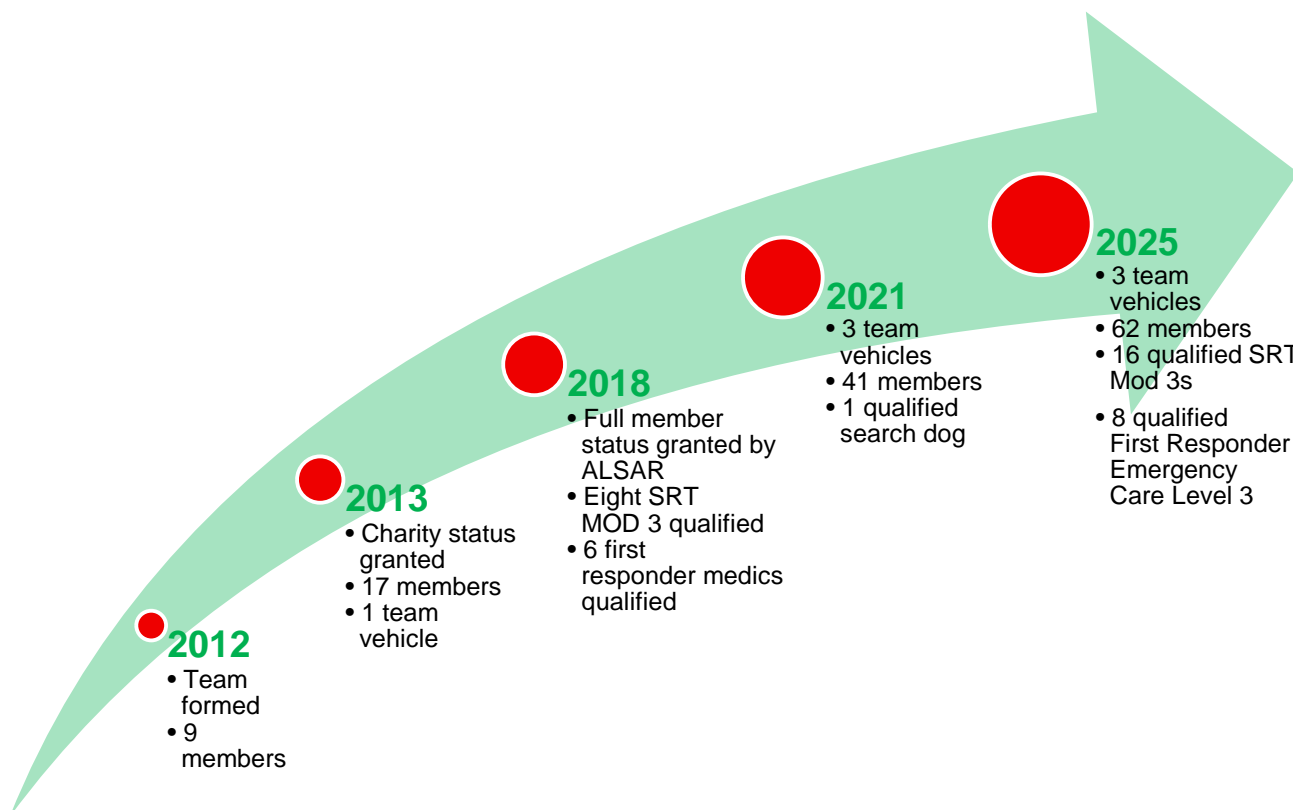 2012
• Team
formed
• 9
members
2013
• Charity status
granted
• 17 members
• 1 team
vehicle
2018
• Full member
status granted by
ALSAR
• Eight SRT
MOD 3 qualified
• 6 first
responder medics
qualified
2021
• 3 team
vehicles
• 41 members
• 1 qualified
search dog
2025
• 3 team
vehicles
• 62 members
• 16 qualified SRT
Mod 3s
• 8 qualified
First Responder
Emergency
Care Level 3